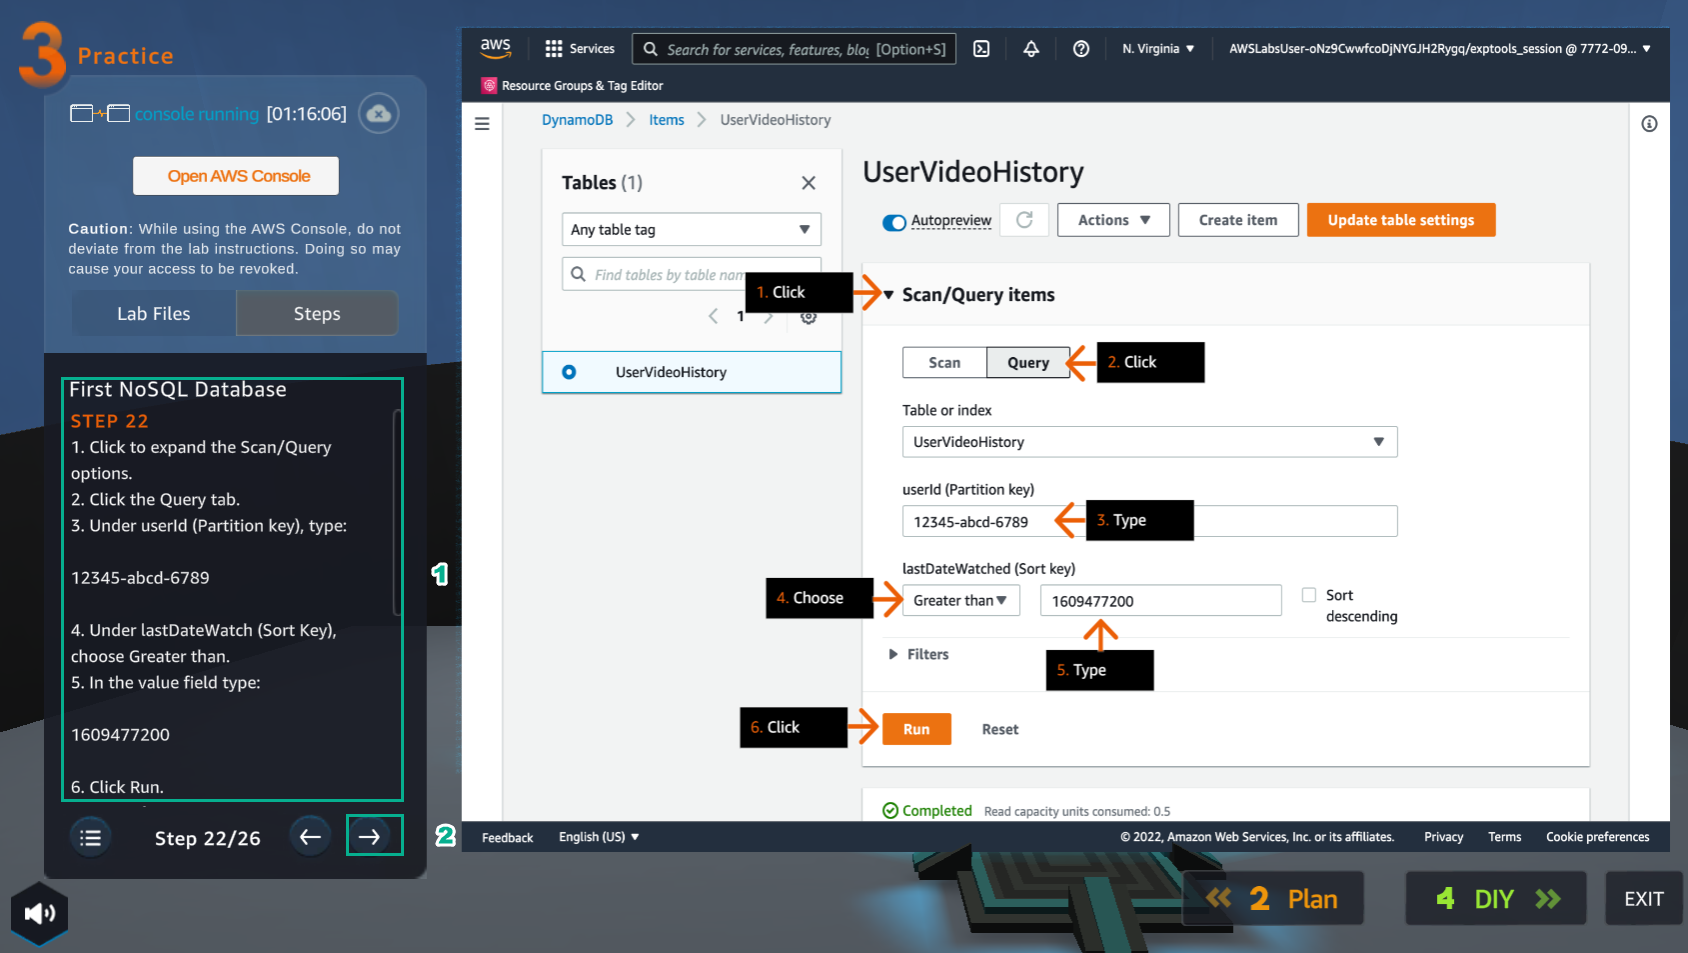 3 Practice
console running [01:16:06]
Open AWS Console
Caution: While using the AWS Console, do not
deviate from the lab instructions. Doing so may
cause your access to be revoked.
Lab Files
Steps
First NoSQL Database
STEP 22
1. Click to expand the Scan/Query
options.
2. Click the Query tab.
3. Under userId (Partition key), type:
12345-abcd-6789
4. Under lastDateWatch (Sort Key),
choose Greater than.
5. In the value field type:
1609477200
6. Click Run.
1
Step 22/26
2
aws
Services
Search for services, features, blog [Option+S]
N. Virginia
AWSLabsUser-oNz9CwwfcoDjNYGJH2Rygq/exptools_session @ 7772-09...
Resource Groups & Tag Editor
DynamoDB
Items
UserVideoHistory
Tables (1)
Any table tag
Find tables by table nam
1
UserVideoHistory
UserVideoHistory
Autopreview
Actions
Create item
Update table settings
1. Click
Scan/Query items
Scan
Query
2. Click
Table or index
UserVideoHistory
userId (Partition key)
12345-abcd-6789
3. Type
lastDateWatched (Sort key)
4. Choose
Greater than
1609477200
Sort
descending
Filters
5. Type
6. Click
Run
Reset
Completed
Read capacity units consumed: 0.5
Feedback
English (US)
© 2022, Amazon Web Services, Inc. or its affiliates.
Privacy
Terms
Cookie preferences
2 Plan
4 DIY
EXIT